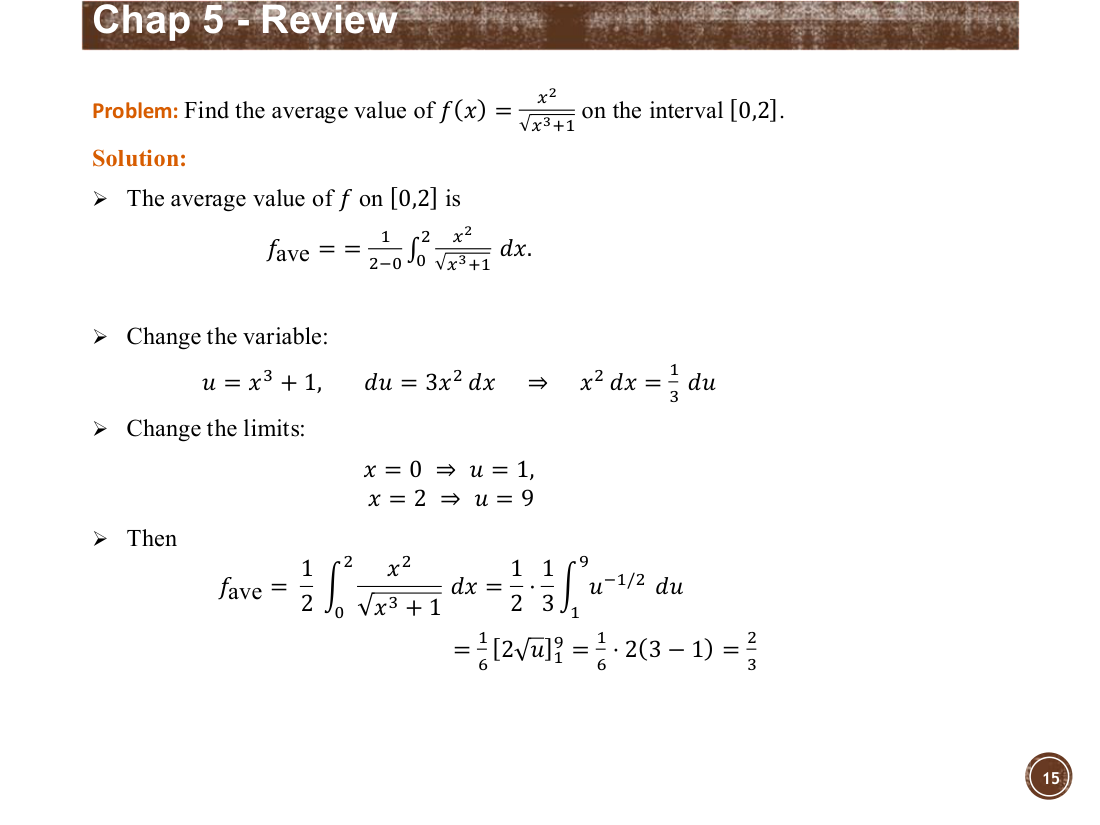 Chap 5 - Review
Problem: Find the average value of f(x) = x²/√(x³+1) on the interval [0,2].
Solution:
➢ The average value of f on [0,2] is
f_ave = = 1/(2−0) ∫₀² x²/√(x³+1) dx.
➢ Change the variable:
u = x³ + 1, du = 3x² dx ⇒ x² dx = 1/3 du
➢ Change the limits:
x = 0 ⇒ u = 1,
x = 2 ⇒ u = 9
➢ Then
f_ave = 1/2 ∫₀² x²/√(x³ + 1) dx = 1/2 · 1/3 ∫₁⁹ u^(−1/2) du
= 1/6 [2√u]₁⁹ = 1/6 · 2(3 − 1) = 2/3
15